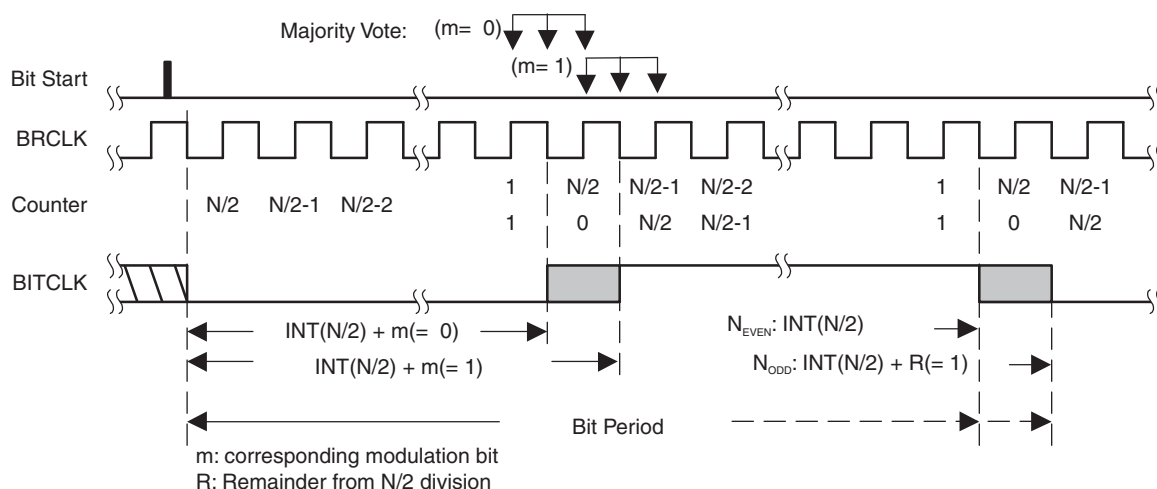 Majority Vote: (m= 0)
(m= 1)
Bit Start
BRCLK
Counter
N/2 N/2-1 N/2-2 1 N/2 N/2-1 N/2-2 1 N/2 N/2-1
1 0 N/2 N/2-1 1 0 N/2
BITCLK
INT(N/2) + m(= 0) NEVEN: INT(N/2)
INT(N/2) + m(= 1) NODD: INT(N/2) + R(= 1)
Bit Period
m: corresponding modulation bit
R: Remainder from N/2 division